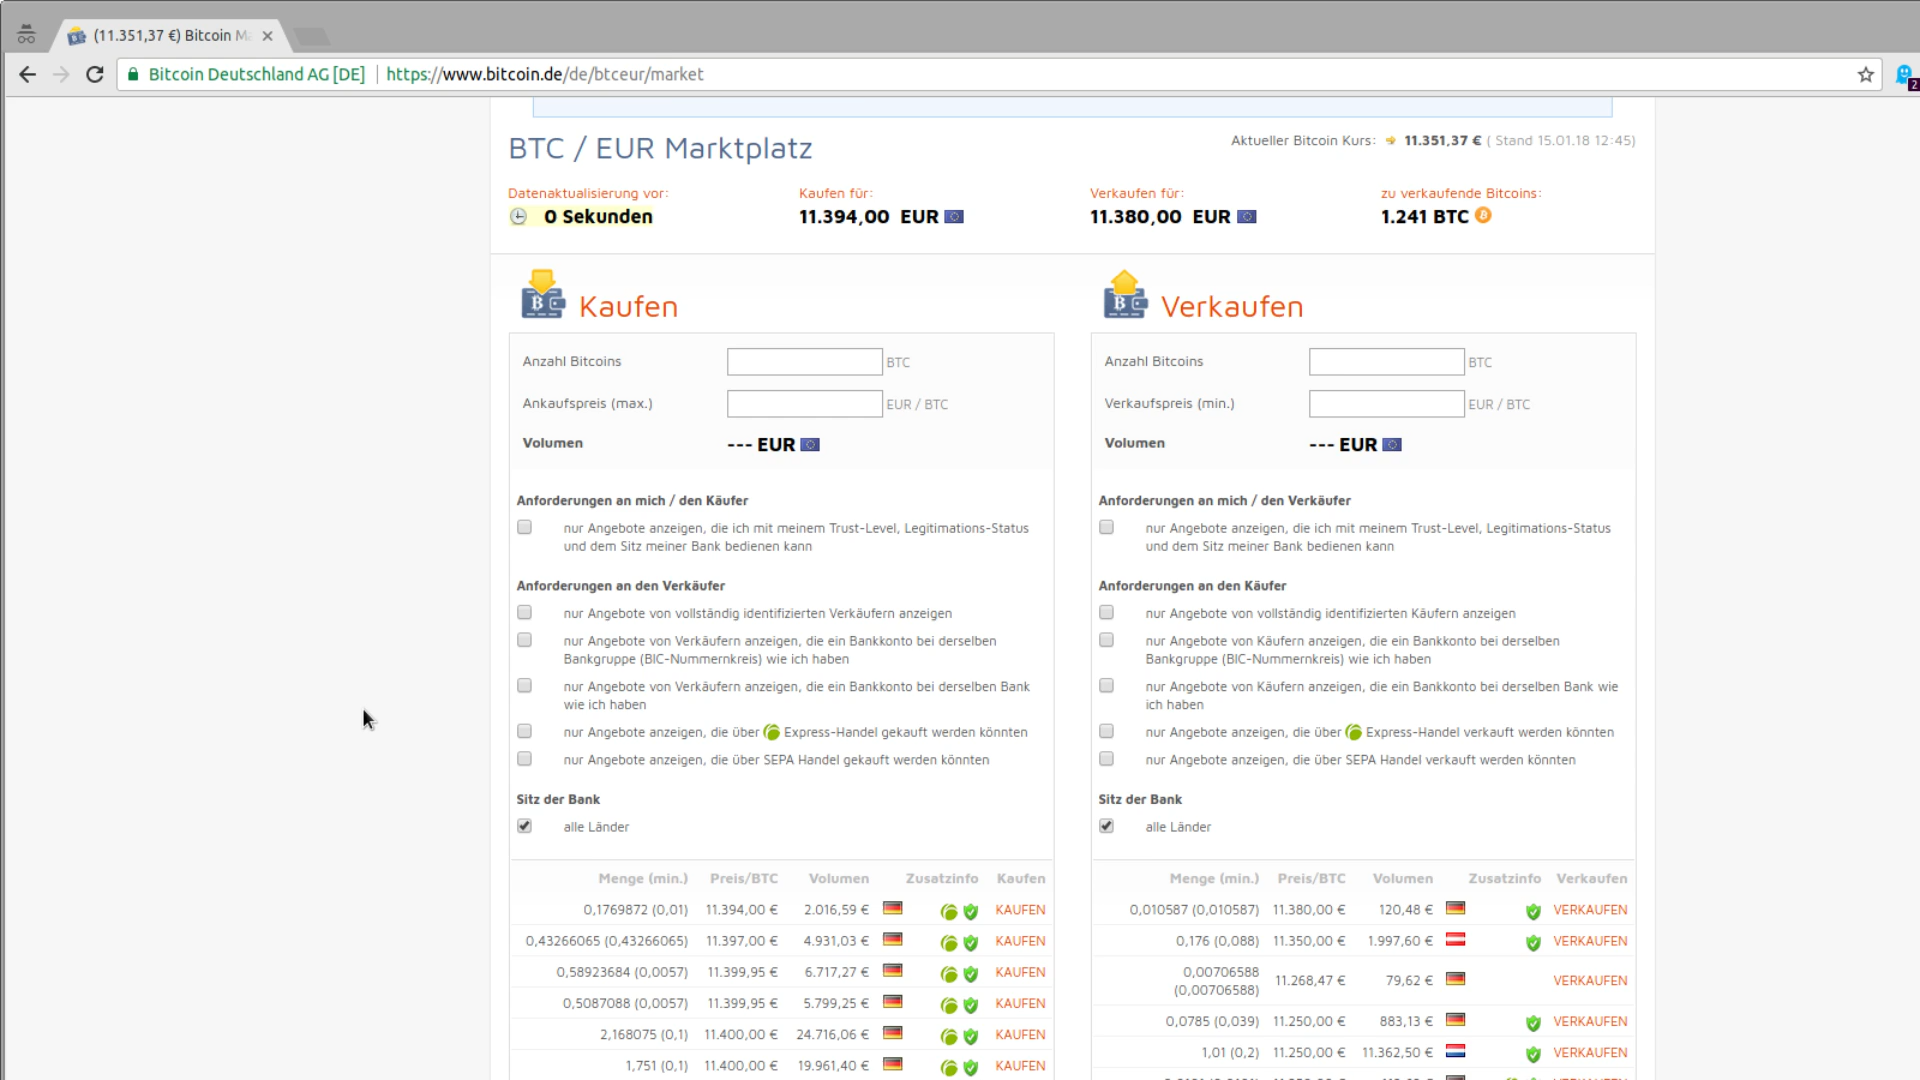 (11.351,37 €) Bitcoin M
Bitcoin Deutschland AG [DE] https://www.bitcoin.de/de/btceur/market
2
BTC / EUR Marktplatz
Aktueller Bitcoin Kurs: 11.351,37 € ( Stand 15.01.18 12:45)
Datenaktualisierung vor: Kaufen für: Verkaufen für: zu verkaufende Bitcoins:
0 Sekunden 11.394,00 EUR 11.380,00 EUR 1.241 BTC
Kaufen
Anzahl Bitcoins BTC
Ankaufspreis (max.) EUR / BTC
Volumen --- EUR
Anforderungen an mich / den Käufer
nur Angebote anzeigen, die ich mit meinem Trust-Level, Legitimations-Status
und dem Sitz meiner Bank bedienen kann
Anforderungen an den Verkäufer
nur Angebote von vollständig identifizierten Verkäufern anzeigen
nur Angebote von Verkäufern anzeigen, die ein Bankkonto bei derselben
Bankgruppe (BIC-Nummernkreis) wie ich haben
nur Angebote von Verkäufern anzeigen, die ein Bankkonto bei derselben Bank
wie ich haben
nur Angebote anzeigen, die über Express-Handel gekauft werden könnten
nur Angebote anzeigen, die über SEPA Handel gekauft werden könnten
Sitz der Bank
alle Länder
Menge (min.) Preis/BTC Volumen Zusatzinfo Kaufen
0,1769872 (0,01) 11.394,00 € 2.016,59 € KAUFEN
0,43266065 (0,43266065) 11.397,00 € 4.931,03 € KAUFEN
0,58923684 (0,0057) 11.399,95 € 6.717,27 € KAUFEN
0,5087088 (0,0057) 11.399,95 € 5.799,25 € KAUFEN
2,168075 (0,1) 11.400,00 € 24.716,06 € KAUFEN
1,751 (0,1) 11.400,00 € 19.961,40 € KAUFEN
Verkaufen
Anzahl Bitcoins BTC
Verkaufspreis (min.) EUR / BTC
Volumen --- EUR
Anforderungen an mich / den Verkäufer
nur Angebote anzeigen, die ich mit meinem Trust-Level, Legitimations-Status
und dem Sitz meiner Bank bedienen kann
Anforderungen an den Käufer
nur Angebote von vollständig identifizierten Käufern anzeigen
nur Angebote von Käufern anzeigen, die ein Bankkonto bei derselben
Bankgruppe (BIC-Nummernkreis) wie ich haben
nur Angebote von Käufern anzeigen, die ein Bankkonto bei derselben Bank wie
ich haben
nur Angebote anzeigen, die über Express-Handel verkauft werden könnten
nur Angebote anzeigen, die über SEPA Handel verkauft werden könnten
Sitz der Bank
alle Länder
Menge (min.) Preis/BTC Volumen Zusatzinfo Verkaufen
0,010587 (0,010587) 11.380,00 € 120,48 € VERKAUFEN
0,176 (0,088) 11.350,00 € 1.997,60 € VERKAUFEN
0,00706588
(0,00706588) 11.268,47 € 79,62 € VERKAUFEN
0,0785 (0,039) 11.250,00 € 883,13 € VERKAUFEN
1,01 (0,2) 11.250,00 € 11.362,50 € VERKAUFEN